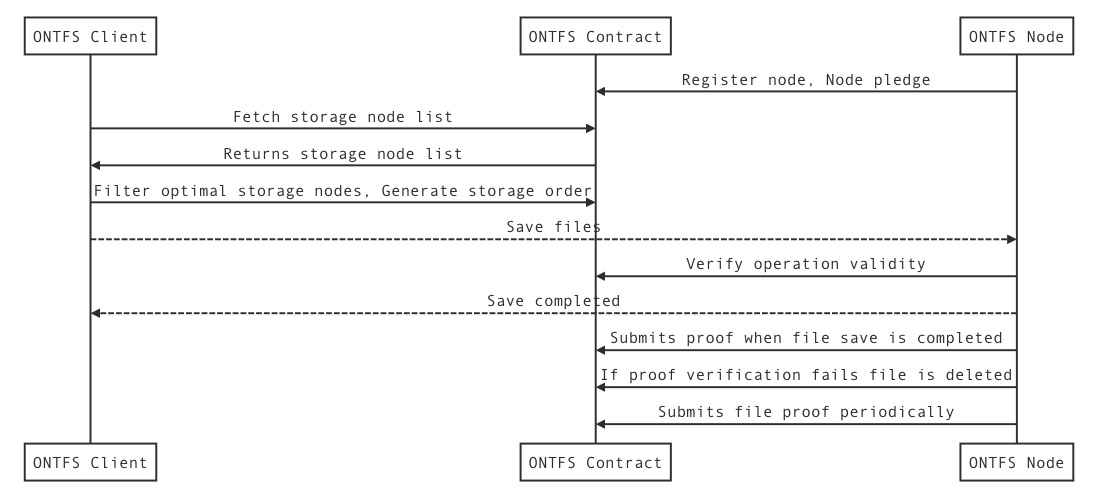 ONTFS Client
ONTFS Contract
ONTFS Node
Register node, Node pledge
Fetch storage node list
Returns storage node list
Filter optimal storage nodes, Generate storage order
Save files
Verify operation validity
Save completed
Submits proof when file save is completed
If proof verification fails file is deleted
Submits file proof periodically
ONTFS Client
ONTFS Contract
ONTFS Node